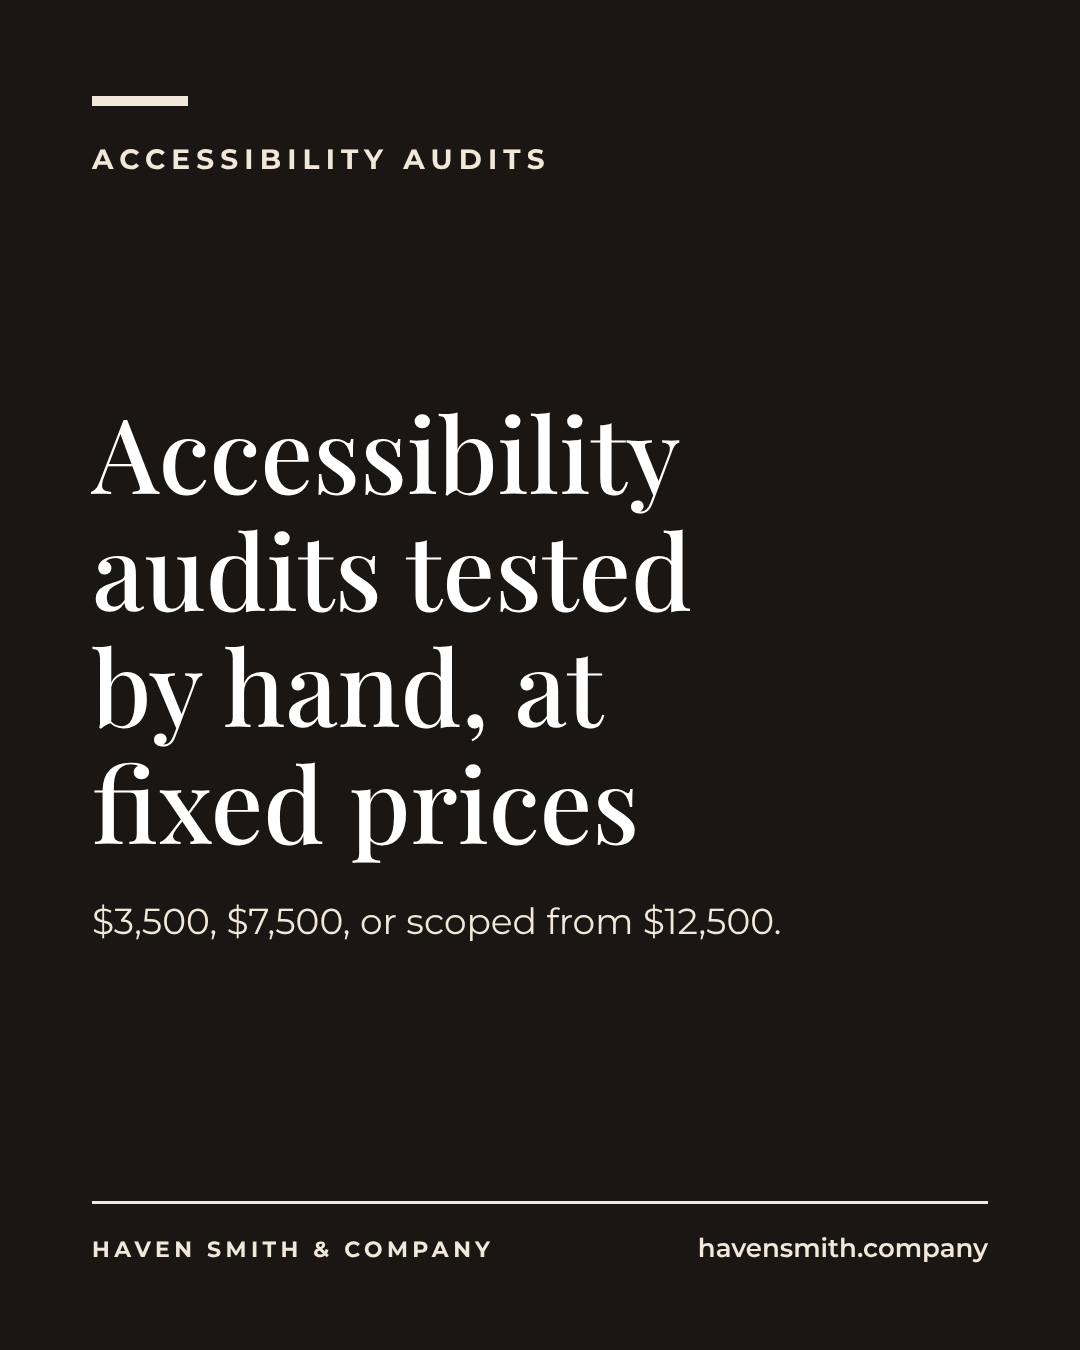 ACCESSIBILITY AUDITS
Accessibility
audits tested
by hand, at
fixed prices
$3,500, $7,500, or scoped from $12,500.
HAVEN SMITH & COMPANY
havensmith.company